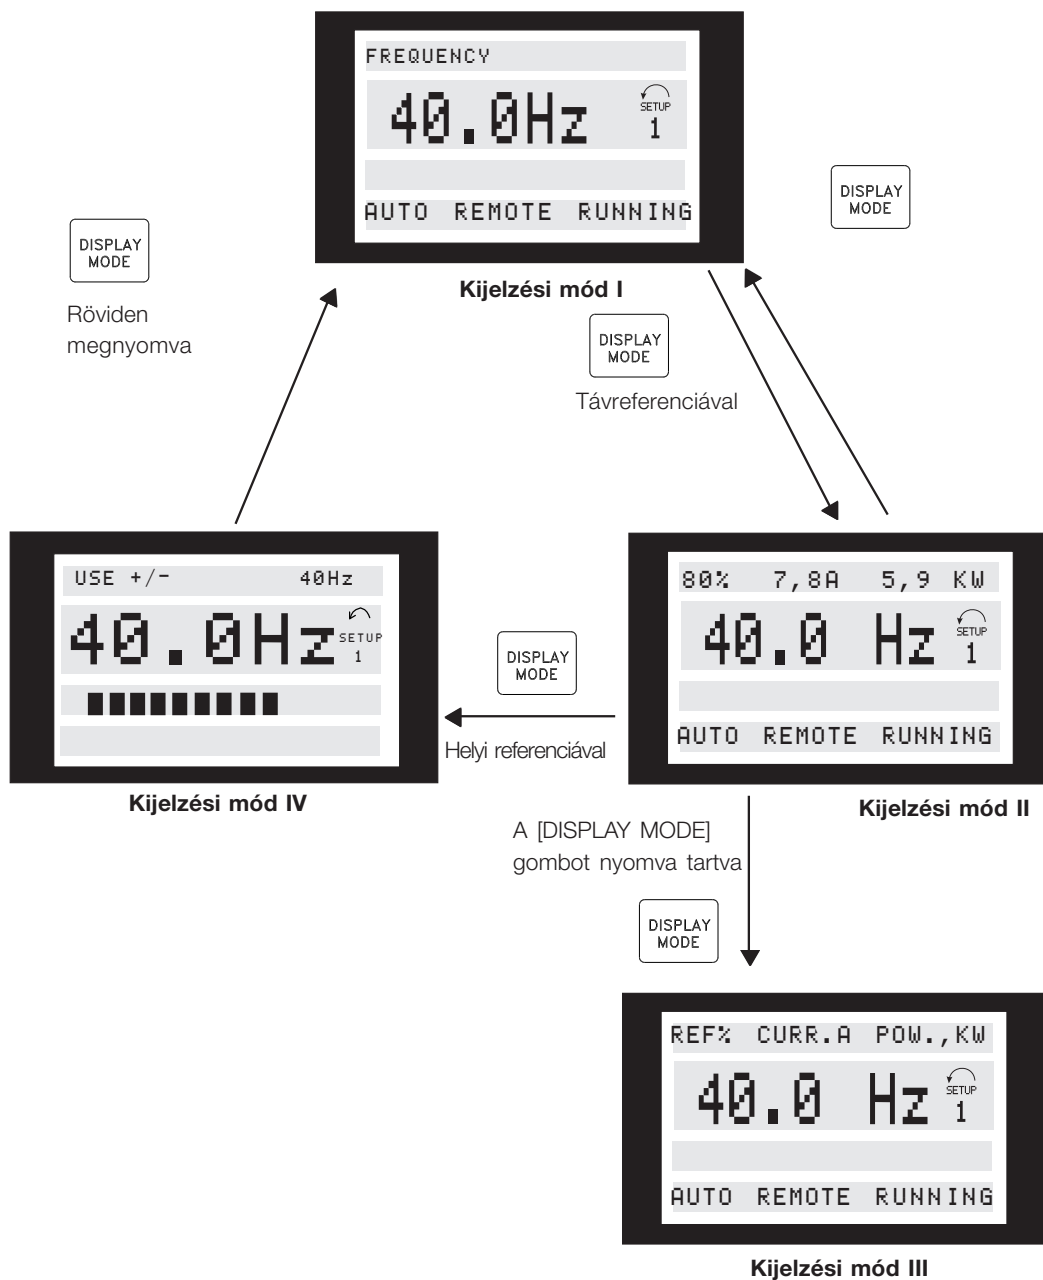 FREQUENCY
40.0Hz
SETUP
1
AUTO REMOTE RUNNING
Kijelzési mód I
DISPLAY
MODE
DISPLAY
MODE
Röviden
megnyomva
DISPLAY
MODE
Távreferenciával
USE +/- 40Hz
40.0Hz
SETUP
1
Kijelzési mód IV
DISPLAY
MODE
Helyi referenciával
80% 7,8A 5,9 KW
40.0 Hz
SETUP
1
AUTO REMOTE RUNNING
Kijelzési mód II
A [DISPLAY MODE]
gombot nyomva tartva
DISPLAY
MODE
REF% CURR.A POW.,KW
40.0 Hz
SETUP
1
AUTO REMOTE RUNNING
Kijelzési mód III